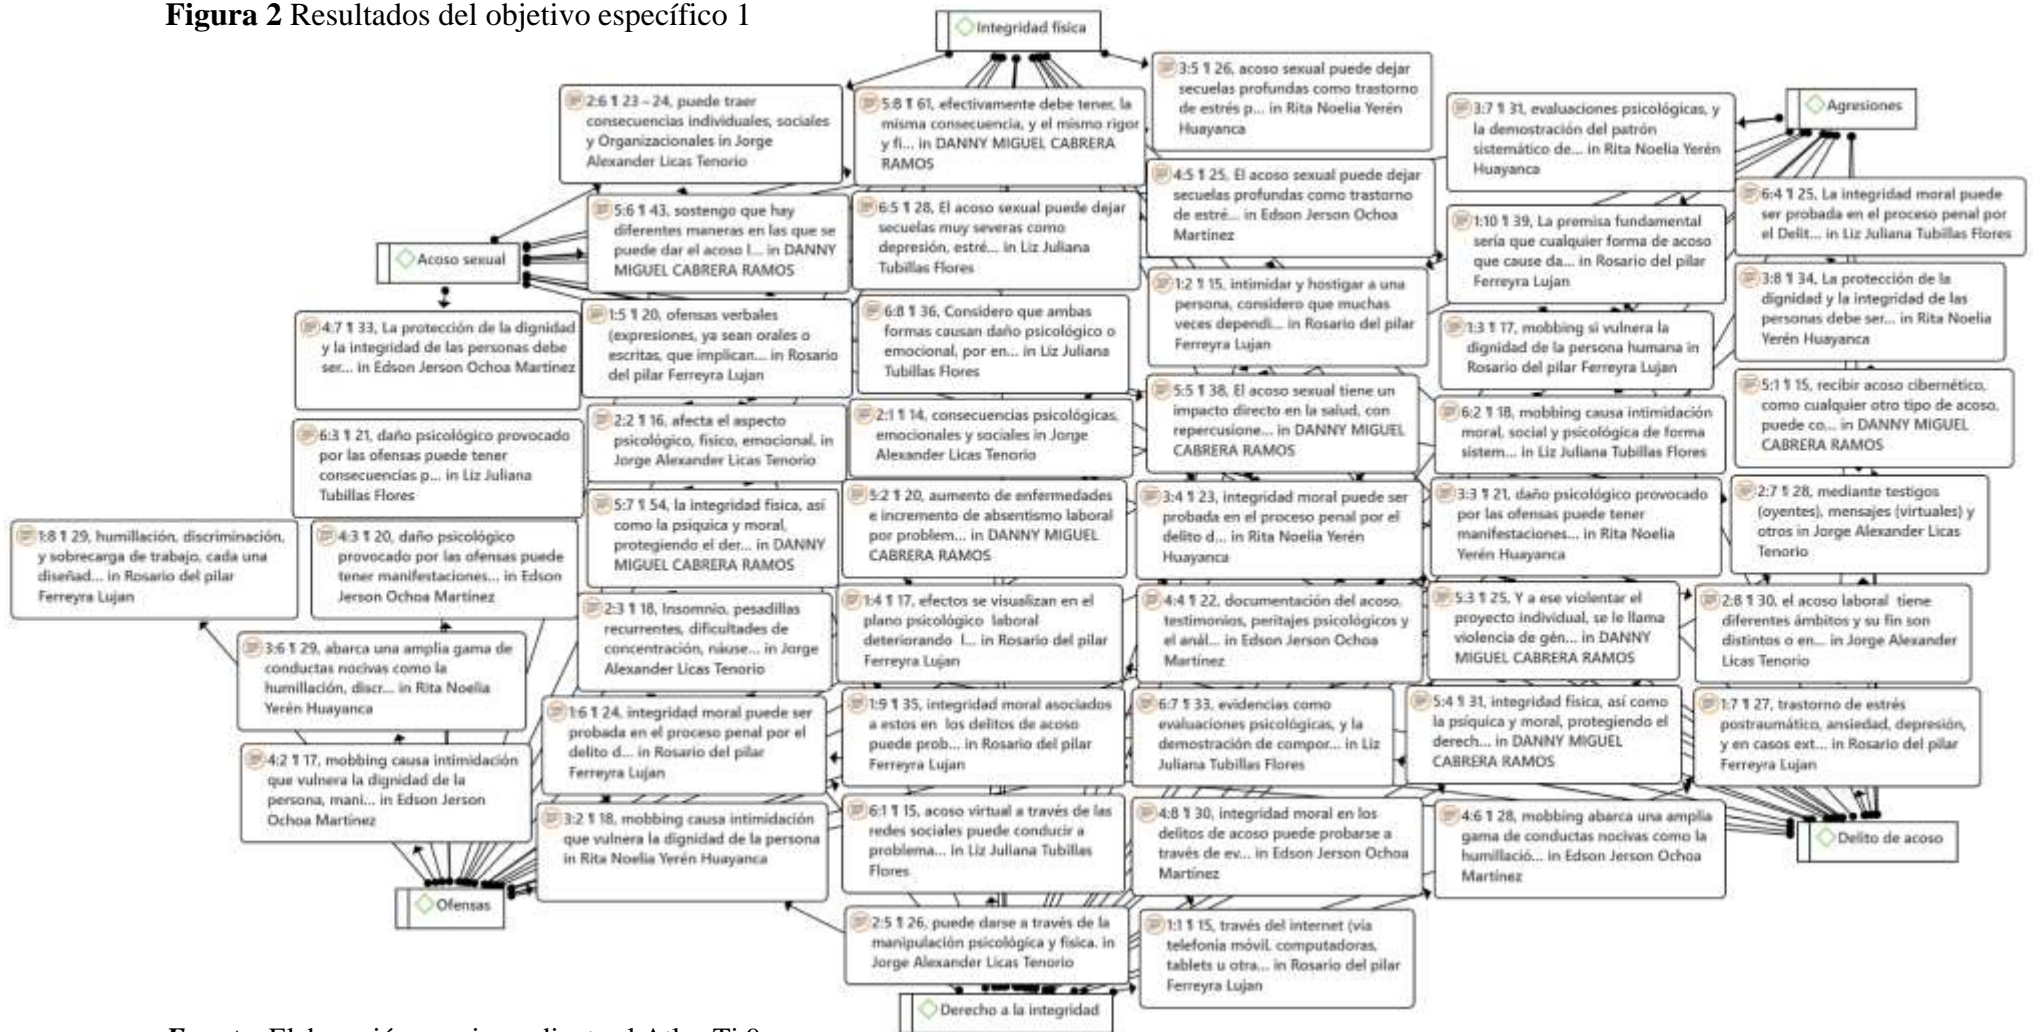 Figura 2 Resultados del objetivo específico 1
Integridad física
3:5 ¶ 26, acoso sexual puede dejar
secuelas profundas como trastorno
de estrés p... in Rita Noelia Yerén
Huayanca
2:6 ¶ 23 – 24, puede traer
consecuencias individuales, sociales
y Organizacionales in Jorge
Alexander Licas Tenorio
5:8 ¶ 61, efectivamente debe tener, la
misma consecuencia, y el mismo rigor
y fi... in DANNY MIGUEL CABRERA
RAMOS
3:7 ¶ 31, evaluaciones psicológicas, y
la demostración del patrón
sistemático de... in Rita Noelia Yerén
Huayanca
Agresiones
4:5 ¶ 25, El acoso sexual puede dejar
secuelas profundas como trastorno
de estré... in Edson Jerson Ochoa
Martínez
6:4 ¶ 25, La integridad moral puede
ser probada en el proceso penal por
el Delit... in Liz Juliana Tubillas Flores
5:6 ¶ 43, sostengo que hay
diferentes maneras en las que se
puede dar el acoso l... in DANNY
MIGUEL CABRERA RAMOS
6:5 ¶ 28, El acoso sexual puede dejar
secuelas muy severas como
depresión, estré... in Liz Juliana
Tubillas Flores
1:10 ¶ 39, La premisa fundamental
sería que cualquier forma de acoso
que cause da... in Rosario del pilar
Ferreyra Lujan
Acoso sexual
1:2 ¶ 15, intimidar y hostigar a una
persona, considero que muchas
veces dependi... in Rosario del pilar
Ferreyra Lujan
3:8 ¶ 34, La protección de la
dignidad y la integridad de las
personas debe ser... in Rita Noelia
Yerén Huayanca
4:7 ¶ 33, La protección de la dignidad
y la integridad de las personas debe
ser... in Edson Jerson Ochoa Martínez
1:5 ¶ 20, ofensas verbales
(expresiones, ya sean orales o
escritas, que implican... in Rosario
del pilar Ferreyra Lujan
6:8 ¶ 36, Considero que ambas
formas causan daño psicológico o
emocional, por en... in Liz Juliana
Tubillas Flores
1:3 ¶ 17, mobbing si vulnera la
dignidad de la persona humana in
Rosario del pilar Ferreyra Lujan
5:5 ¶ 38, El acoso sexual tiene un
impacto directo en la salud, con
repercusione... in DANNY MIGUEL
CABRERA RAMOS
5:1 ¶ 15, recibir acoso cibernético,
como cualquier otro tipo de acoso,
puede co... in DANNY MIGUEL
CABRERA RAMOS
6:3 ¶ 21, daño psicológico provocado
por las ofensas puede tener
consecuencias p... in Liz Juliana
Tubillas Flores
2:2 ¶ 16, afecta el aspecto
psicológico, físico, emocional, in
Jorge Alexander Licas Tenorio
2:1 ¶ 14, consecuencias psicológicas,
emocionales y sociales in Jorge
Alexander Licas Tenorio
6:2 ¶ 18, mobbing causa intimidación
moral, social y psicológica de forma
sistem... in Liz Juliana Tubillas Flores
5:7 ¶ 54, la integridad física, así
como la psíquica y moral,
protegiendo el der... in DANNY
MIGUEL CABRERA RAMOS
5:2 ¶ 20, aumento de enfermedades
e incremento de absentismo laboral
por problem... in DANNY MIGUEL
CABRERA RAMOS
3:4 ¶ 23, integridad moral puede ser
probada en el proceso penal por el
delito d... in Rita Noelia Yerén
Huayanca
3:3 ¶ 21, daño psicológico provocado
por las ofensas puede tener
manifestaciones... in Rita Noelia
Yerén Huayanca
2:7 ¶ 28, mediante testigos
(oyentes), mensajes (virtuales) y
otros in Jorge Alexander Licas
Tenorio
1:8 ¶ 29, humillación, discriminación,
y sobrecarga de trabajo, cada una
diseñad... in Rosario del pilar
Ferreyra Lujan
4:3 ¶ 20, daño psicológico
provocado por las ofensas puede
tener manifestaciones... in Edson
Jerson Ochoa Martínez
2:3 ¶ 18, Insomnio, pesadillas
recurrentes, dificultades de
concentración, náuse... in Jorge
Alexander Licas Tenorio
1:4 ¶ 17, efectos se visualizan en el
plano psicológico laboral
deteriorando l... in Rosario del pilar
Ferreyra Lujan
4:4 ¶ 22, documentación del acoso,
testimonios, peritajes psicológicos y
el anál... in Edson Jerson Ochoa
Martínez
5:3 ¶ 25, Y a ese violentar el
proyecto individual, se le llama
violencia de gén... in DANNY
MIGUEL CABRERA RAMOS
2:8 ¶ 30, el acoso laboral tiene
diferentes ámbitos y su fin son
distintos o en... in Jorge Alexander
Licas Tenorio
3:6 ¶ 29, abarca una amplia gama de
conductas nocivas como la
humillación, discr... in Rita Noelia
Yerén Huayanca
1:6 ¶ 24, integridad moral puede ser
probada en el proceso penal por el
delito d... in Rosario del pilar
Ferreyra Lujan
1:9 ¶ 35, integridad moral asociados
a estos en los delitos de acoso
puede prob... in Rosario del pilar
Ferreyra Lujan
6:7 ¶ 33, evidencias como
evaluaciones psicológicas, y la
demostración de compor... in Liz
Juliana Tubillas Flores
5:4 ¶ 31, integridad física, así como
la psíquica y moral, protegiendo el
derech... in DANNY MIGUEL
CABRERA RAMOS
1:7 ¶ 27, trastorno de estrés
postraumático, ansiedad, depresión,
y en casos ext... in Rosario del pilar
Ferreyra Lujan
4:2 ¶ 17, mobbing causa intimidación
que vulnera la dignidad de la
persona, mani... in Edson Jerson
Ochoa Martínez
3:2 ¶ 18, mobbing causa intimidación
que vulnera la dignidad de la persona
in Rita Noelia Yerén Huayanca
6:1 ¶ 15, acoso virtual a través de las
redes sociales puede conducir a
problema... in Liz Juliana Tubillas
Flores
4:8 ¶ 30, integridad moral en los
delitos de acoso puede probarse a
través de ev... in Edson Jerson Ochoa
Martínez
4:6 ¶ 28, mobbing abarca una amplia
gama de conductas nocivas como la
humillació... in Edson Jerson Ochoa
Martínez
Delito de acoso
Ofensas
2:5 ¶ 26, puede darse a través de la
manipulación psicológica y física. in
Jorge Alexander Licas Tenorio
1:1 ¶ 15, través del internet (vía
telefonía móvil, computadoras,
tablets u otra... in Rosario del pilar
Ferreyra Lujan
Derecho a la integridad